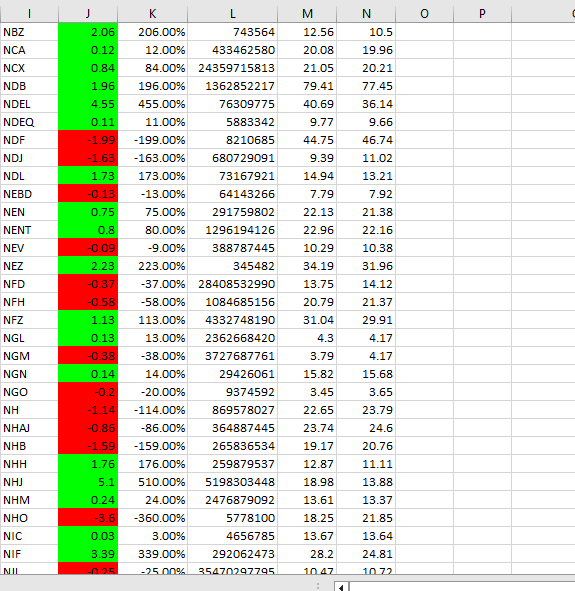 I J K L M N O P
NBZ 2.06 206.00% 743564 12.56 10.5
NCA 0.12 12.00% 433462580 20.08 19.96
NCX 0.84 84.00% 24359715813 21.05 20.21
NDB 1.96 196.00% 1362852217 79.41 77.45
NDEL 4.55 455.00% 76309775 40.69 36.14
NDEQ 0.11 11.00% 5883342 9.77 9.66
NDF -1.99 -199.00% 8210685 44.75 46.74
NDJ -1.63 -163.00% 680729091 9.39 11.02
NDL 1.73 173.00% 73167921 14.94 13.21
NEBD -0.13 -13.00% 64143266 7.79 7.92
NEN 0.75 75.00% 291759802 22.13 21.38
NENT 0.8 80.00% 1296194126 22.96 22.16
NEV -0.09 -9.00% 388787445 10.29 10.38
NEZ 2.23 223.00% 345482 34.19 31.96
NFD -0.37 -37.00% 28408532990 13.75 14.12
NFH -0.58 -58.00% 1084685156 20.79 21.37
NFZ 1.13 113.00% 4332748190 31.04 29.91
NGL 0.13 13.00% 2362668420 4.3 4.17
NGM -0.38 -38.00% 3727687761 3.79 4.17
NGN 0.14 14.00% 29426061 15.82 15.68
NGO -0.2 -20.00% 9374592 3.45 3.65
NH -1.14 -114.00% 869578027 22.65 23.79
NHAJ -0.86 -86.00% 364887445 23.74 24.6
NHB -1.59 -159.00% 265836534 19.17 20.76
NHH 1.76 176.00% 259879537 12.87 11.11
NHJ 5.1 510.00% 5198303448 18.98 13.88
NHM 0.24 24.00% 2476879092 13.61 13.37
NHO -3.6 -360.00% 5778100 18.25 21.85
NIC 0.03 3.00% 4656785 13.67 13.64
NIF 3.39 339.00% 292062473 28.2 24.81
-0.25 -25.00% 35470297795 10.47 10.72